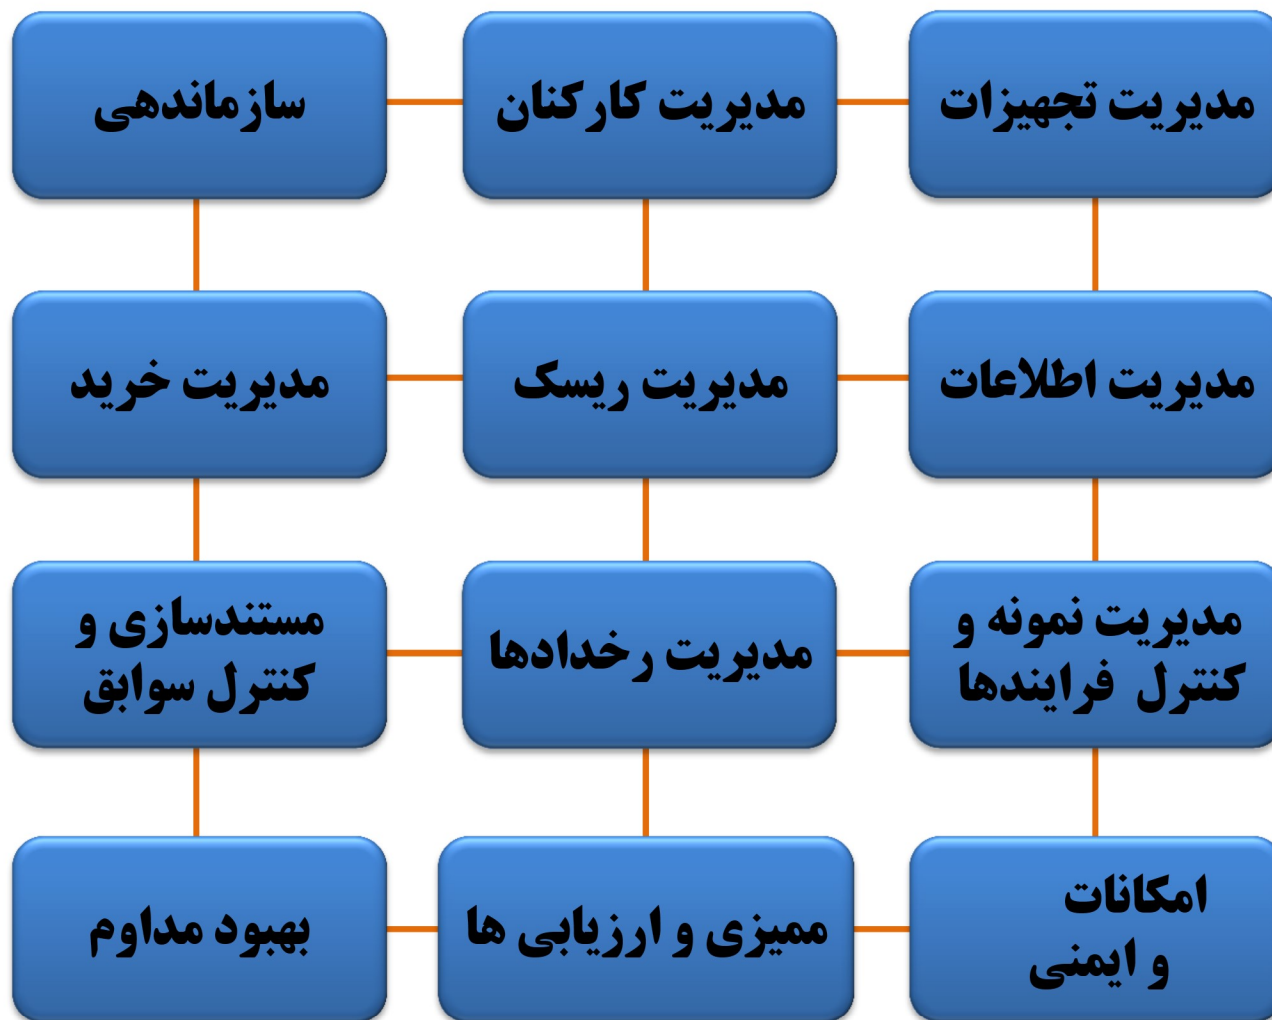 مدیریت تجهیزات
مدیریت کارکنان
سازماندهی
مدیریت اطلاعات
مدیریت ریسک
مدیریت خرید
مدیریت نمونه و
کنترل فرایندها
مدیریت رخدادها
مستندسازی و
کنترل سوابق
امکانات
و ایمنی
ممیزی و ارزیابی ها
بهبود مداوم